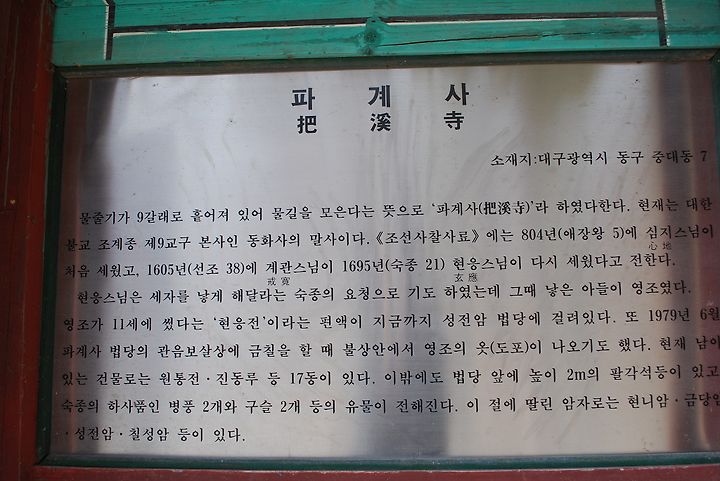 파 계 사
把 溪 寺
소재지:대구광역시 동구 중대동 7
물줄기가 9갈래로 흩어져 있어 물길을 모은다는 뜻으로 '파계사(把溪寺)'라 하였다한다. 현재는 대한
불교 조계종 제9교구 본사인 동화사의 말사이다.《조선사찰사료》에는 804년(애장왕 5)에 심지스님이
心地
처음 세웠고, 1605년(선조 38)에 계관스님이 1695년(숙종 21) 현응스님이 다시 세웠다고 전한다.
戒寬 玄應
현응스님은 세자를 낳게 해달라는 숙종의 요청으로 기도 하였는데 그때 낳은 아들이 영조였다.
영조가 11세에 썼다는 '현응전'이라는 편액이 지금까지 성전암 법당에 걸려있다. 또 1979년 6월
파계사 법당의 관음보살상에 금칠을 할 때 불상안에서 영조의 옷(도포)이 나오기도 했다. 현재 남아
있는 건물로는 원통전·진동루 등 17동이 있다. 이밖에도 법당 앞에 높이 2m의 팔각석등이 있고
숙종의 하사품인 병풍 2개와 구슬 2개 등의 유물이 전해진다. 이 절에 딸린 암자로는 현니암·금당암
·성전암·칠성암 등이 있다.